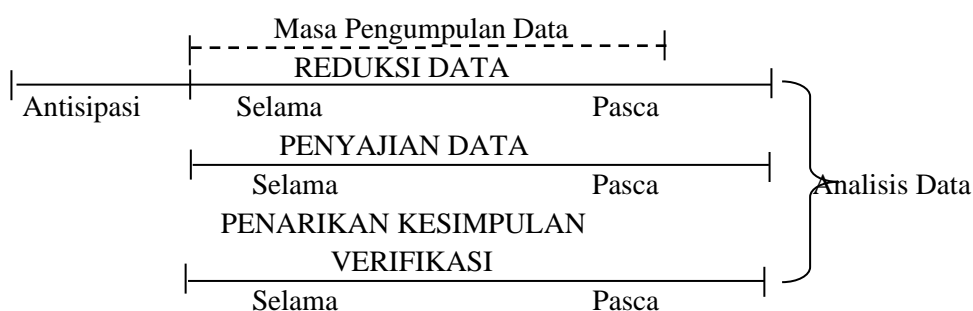 Masa Pengumpulan Data
REDUKSI DATA
Antisipasi Selama Pasca
PENYAJIAN DATA
Selama Pasca
Analisis Data
PENARIKAN KESIMPULAN
VERIFIKASI
Selama Pasca